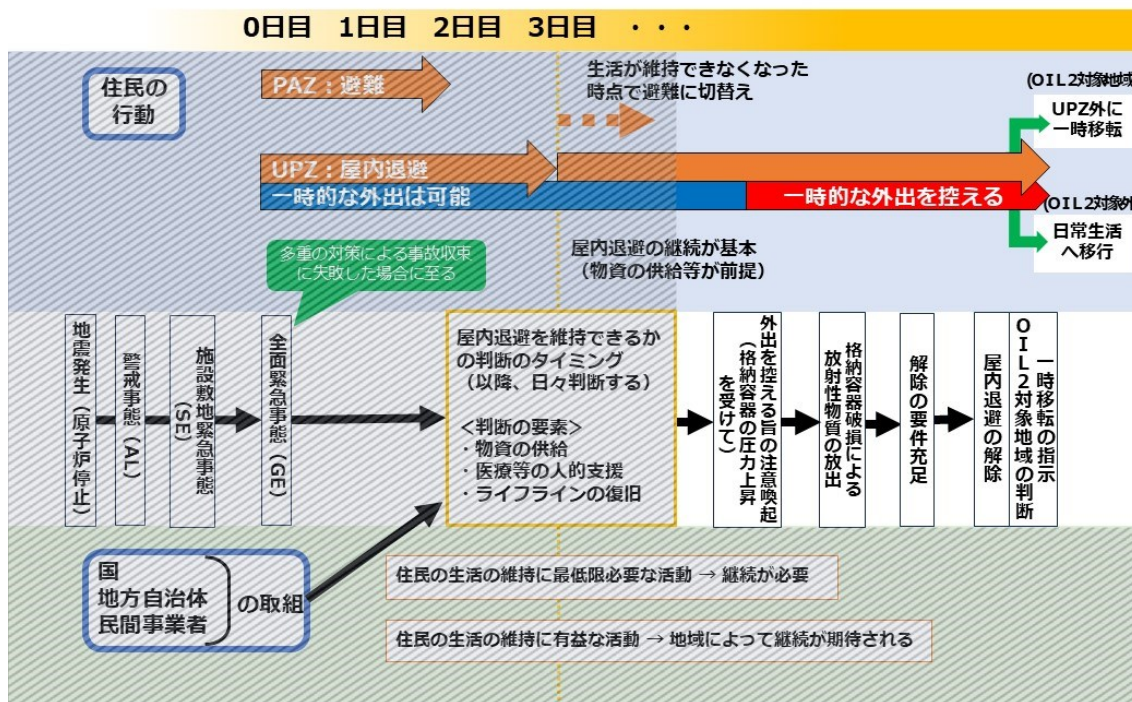 0日目 1日目 2日目 3日目 ・・・
住民の
行動
PAZ：避難
生活が維持できなくなった
時点で避難に切替え
(OIL2対象地域
UPZ外に
一時移転
UPZ：屋内退避
一時的な外出は可能
一時的な外出を控える
(OIL2対象外
日常生活
へ移行
多重の対策による事故収束
に失敗した場合に至る
屋内退避の継続が基本
（物資の供給等が前提）
地震発生（原子炉停止）
警戒事態（AL）
施設敷地緊急事態
(SE)
全面緊急事態（GE）
屋内退避を維持できるか
の判断のタイミング
（以降、日々判断する）
＜判断の要素＞
・物資の供給
・医療等の人的支援
・ライフラインの復旧
外出を控える旨の注意喚起
（格納容器の圧力上昇
を受けて）
格納容器破損による
放射性物質の放出
解除の要件充足
一時移転の指示
OIL2対象地域の判断
屋内退避の解除
国
地方自治体
民間事業者
の取組
住民の生活の維持に最低限必要な活動 → 継続が必要
住民の生活の維持に有益な活動 → 地域によって継続が期待される